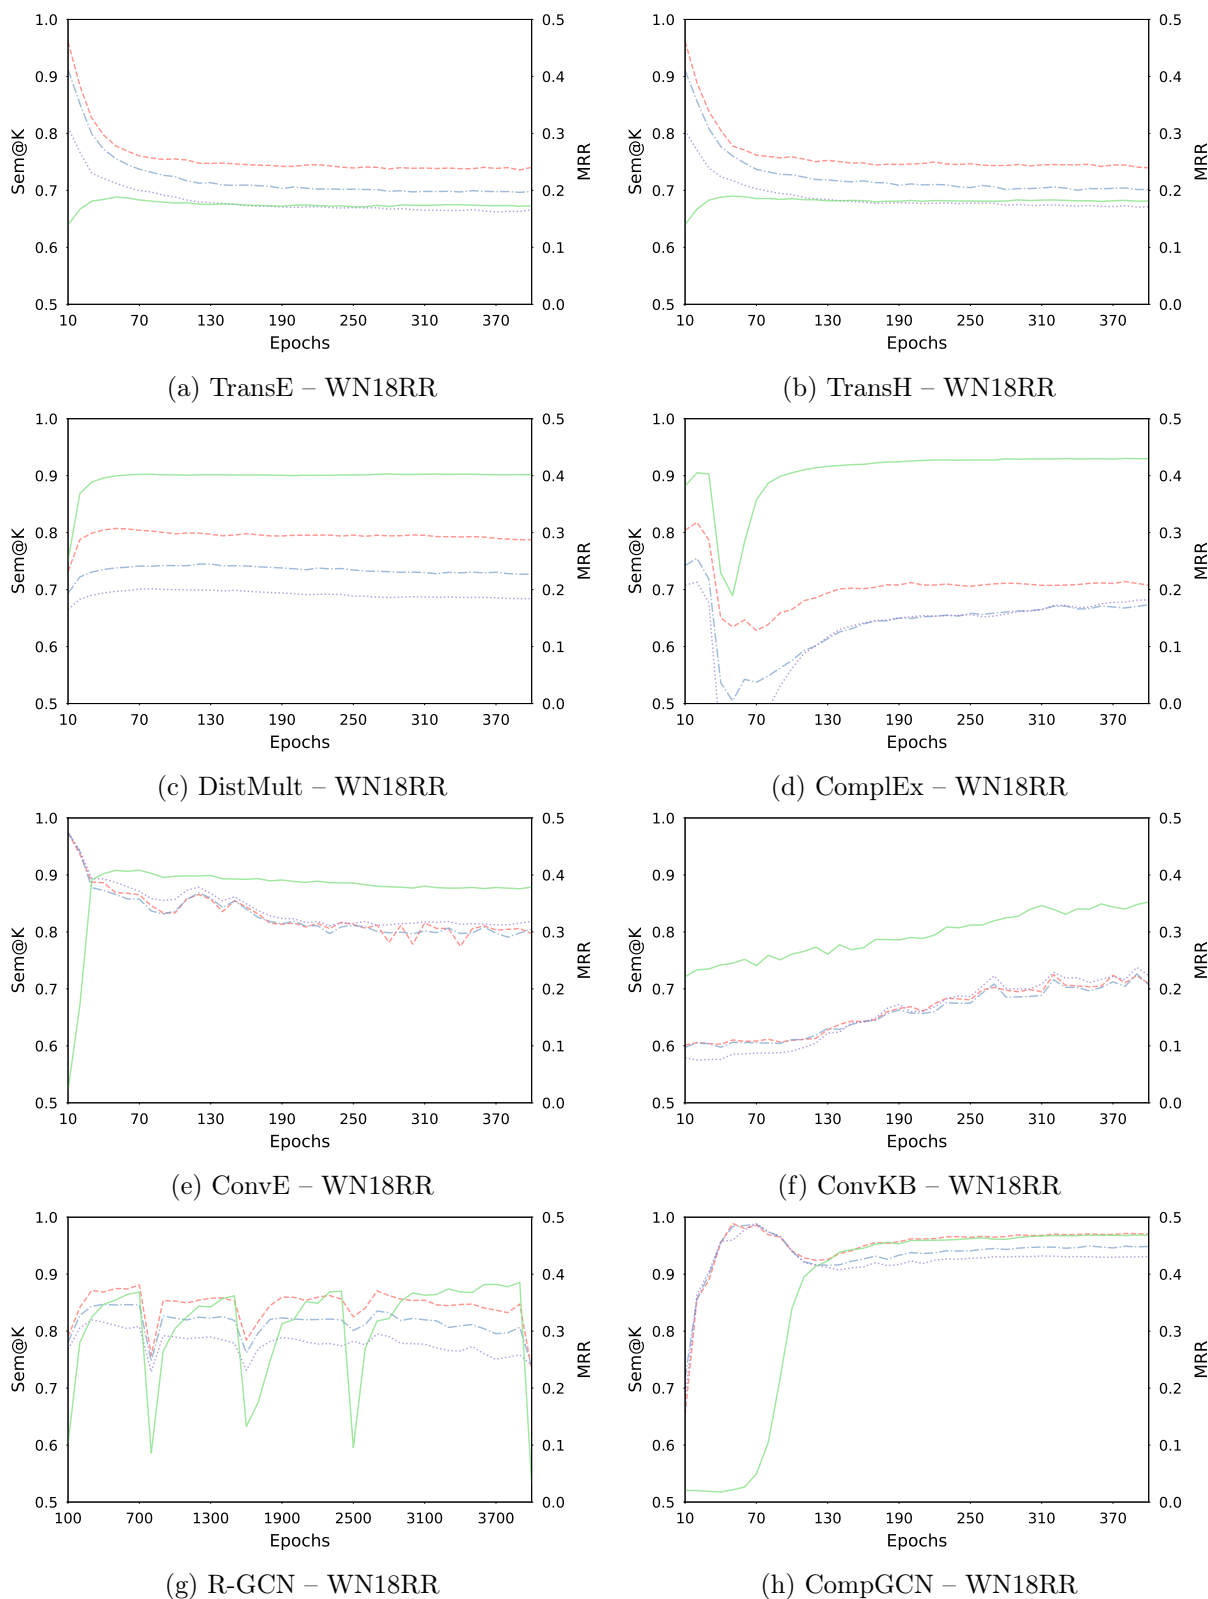 1.0 0.5 1.0 0.5
0.9 0.4 0.9 0.4
0.8 0.3 0.8 0.3
0.7 0.2 0.7 0.2
0.6 0.1 0.6 0.1
0.5 0.0 0.5 0.0
Sem@K MRR Sem@K MRR
10 70 130 190 250 310 370 10 70 130 190 250 310 370
Epochs Epochs
(a) TransE – WN18RR (b) TransH – WN18RR
1.0 0.5 1.0 0.5
0.9 0.4 0.9 0.4
0.8 0.3 0.8 0.3
0.7 0.2 0.7 0.2
0.6 0.1 0.6 0.1
0.5 0.0 0.5 0.0
Sem@K MRR Sem@K MRR
10 70 130 190 250 310 370 10 70 130 190 250 310 370
Epochs Epochs
(c) DistMult – WN18RR (d) ComplEx – WN18RR
1.0 0.5 1.0 0.5
0.9 0.4 0.9 0.4
0.8 0.3 0.8 0.3
0.7 0.2 0.7 0.2
0.6 0.1 0.6 0.1
0.5 0.0 0.5 0.0
Sem@K MRR Sem@K MRR
10 70 130 190 250 310 370 10 70 130 190 250 310 370
Epochs Epochs
(e) ConvE – WN18RR (f) ConvKB – WN18RR
1.0 0.5 1.0 0.5
0.9 0.4 0.9 0.4
0.8 0.3 0.8 0.3
0.7 0.2 0.7 0.2
0.6 0.1 0.6 0.1
0.5 0.0 0.5 0.0
Sem@K MRR Sem@K MRR
100 700 1300 1900 2500 3100 3700 10 70 130 190 250 310 370
Epochs Epochs
(g) R-GCN – WN18RR (h) CompGCN – WN18RR